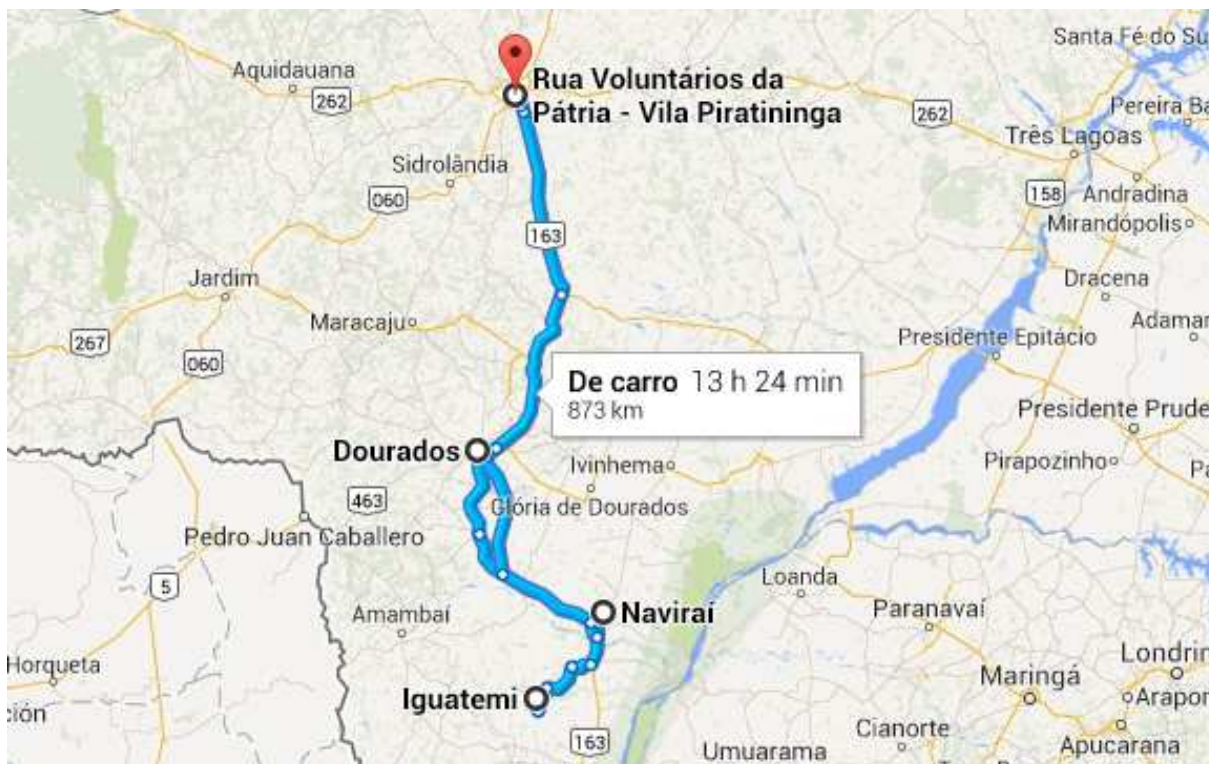 Santa Fé do Su
Aquidauana
262
Rua Voluntários da
Pátria - Vila Piratininga
262
Pereira Ba
Três Lagoas
Sidrolândia
060
158
Andradina
Mirandópolis
163
Jardim
Dracena
Maracaju
Adamar
267
060
Presidente Epitácio
De carro 13 h 24 min
873 km
Presidente Prude
Dourados
Ivinhema
Pirapozinho
Pa
463
Glória de Dourados
Pedro Juan Caballero
5
Loanda
Naviraí
Amambaí
Paranavaí
Horqueta
Londrin
Iguatemi
Maringá
Arapon
ción
163
Cianorte
Umuarama
Apucarana